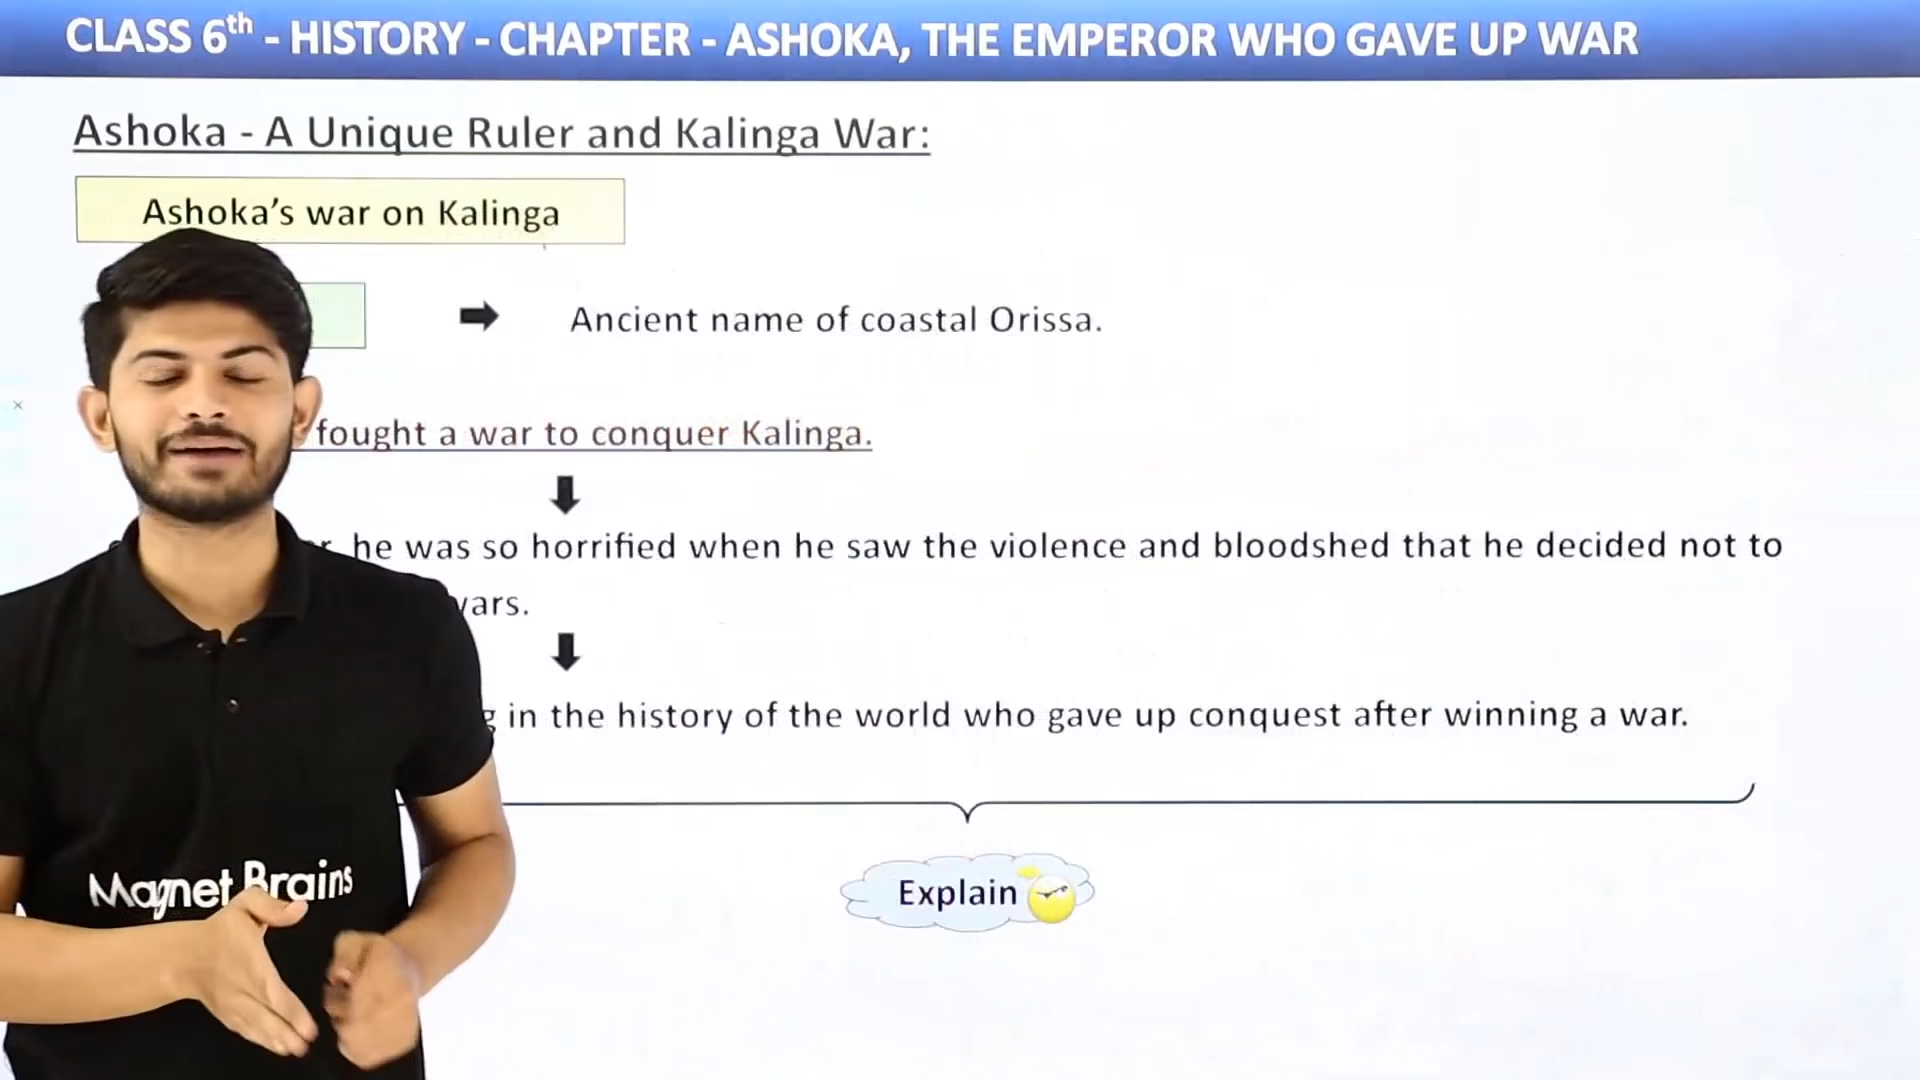 CLASS 6th - HISTORY - CHAPTER - ASHOKA, THE EMPEROR WHO GAVE UP WAR
Ashoka - A Unique Ruler and Kalinga War:
Ashoka's war on Kalinga
Ancient name of coastal Orissa.
fought a war to conquer Kalinga.
he was so horrified when he saw the violence and bloodshed that he decided not to
in the history of the world who gave up conquest after winning a war.
Explain
Magnet Brains